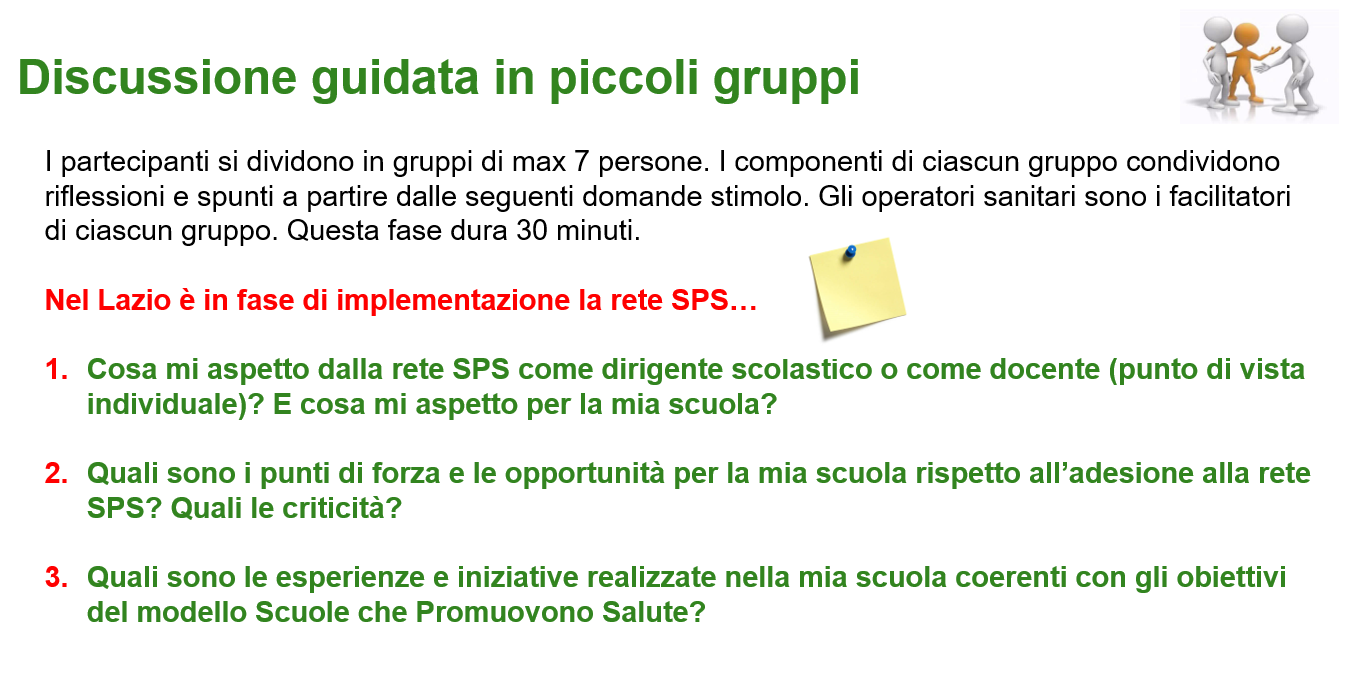 Discussione guidata in piccoli gruppi
I partecipanti si dividono in gruppi di max 7 persone. I componenti di ciascun gruppo condividono
riflessioni e spunti a partire dalle seguenti domande stimolo. Gli operatori sanitari sono i facilitatori
di ciascun gruppo. Questa fase dura 30 minuti.
Nel Lazio è in fase di implementazione la rete SPS…
1. Cosa mi aspetto dalla rete SPS come dirigente scolastico o come docente (punto di vista
individuale)? E cosa mi aspetto per la mia scuola?
2. Quali sono i punti di forza e le opportunità per la mia scuola rispetto all’adesione alla rete
SPS? Quali le criticità?
3. Quali sono le esperienze e iniziative realizzate nella mia scuola coerenti con gli obiettivi
del modello Scuole che Promuovono Salute?